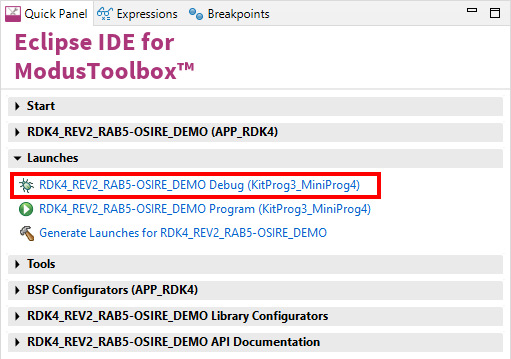 Quick Panel Expressions Breakpoints
Eclipse IDE for
ModusToolbox™
Start
RDK4_REV2_RAB5-OSIRE_DEMO (APP_RDK4)
Launches
RDK4_REV2_RAB5-OSIRE_DEMO Debug (KitProg3_MiniProg4)
RDK4_REV2_RAB5-OSIRE_DEMO Program (KitProg3_MiniProg4)
Generate Launches for RDK4_REV2_RAB5-OSIRE_DEMO
Tools
BSP Configurators (APP_RDK4)
RDK4_REV2_RAB5-OSIRE_DEMO Library Configurators
RDK4_REV2_RAB5-OSIRE_DEMO API Documentation